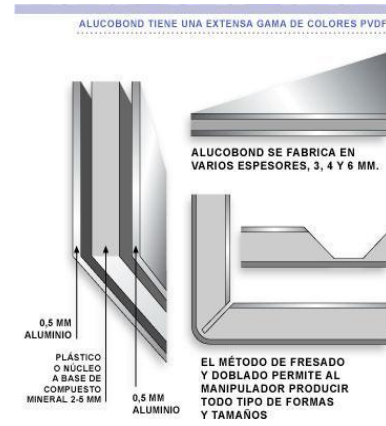 ALUCOBOND TIENE UNA EXTENSA GAMA DE COLORES PVDF
ALUCOBOND SE FABRICA EN
VARIOS ESPESORES, 3, 4 Y 6 MM.
0,5 MM
ALUMINIO
PLÁSTICO
O NÚCLEO
A BASE DE
COMPUESTO
MINERAL 2-5 MM
0,5 MM
ALUMINIO
EL MÉTODO DE FRESADO
Y DOBLADO PERMITE AL
MANIPULADOR PRODUCIR
TODO TIPO DE FORMAS
Y TAMAÑOS